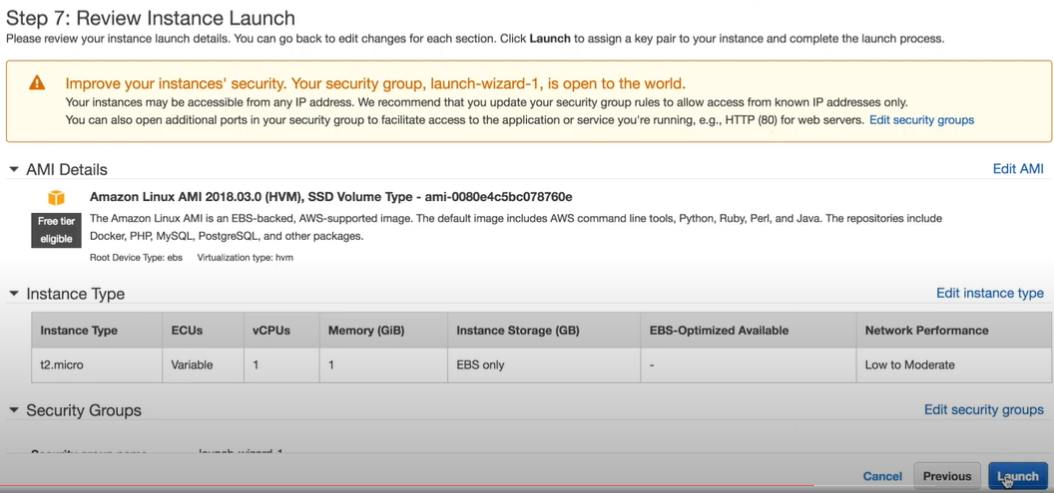 Step 7: Review Instance Launch
Please review your instance launch details. You can go back to edit changes for each section. Click Launch to assign a key pair to your instance and complete the launch process.
Improve your instances' security. Your security group, launch-wizard-1, is open to the world.
Your instances may be accessible from any IP address. We recommend that you update your security group rules to allow access from known IP addresses only.
You can also open additional ports in your security group to facilitate access to the application or service you're running, e.g., HTTP (80) for web servers. Edit security groups
AMI Details Edit AMI
Amazon Linux AMI 2018.03.0 (HVM), SSD Volume Type - ami-0080e4c5bc078760e
Free tier
eligible
The Amazon Linux AMI is an EBS-backed, AWS-supported image. The default image includes AWS command line tools, Python, Ruby, Perl, and Java. The repositories include
Docker, PHP, MySQL, PostgreSQL, and other packages.
Root Device Type: ebs Virtualization type: hvm
Instance Type Edit instance type
Instance Type ECUs vCPUs Memory (GiB) Instance Storage (GB) EBS-Optimized Available Network Performance
t2.micro Variable 1 1 EBS only - Low to Moderate
Security Groups Edit security groups
Cancel Previous Launch